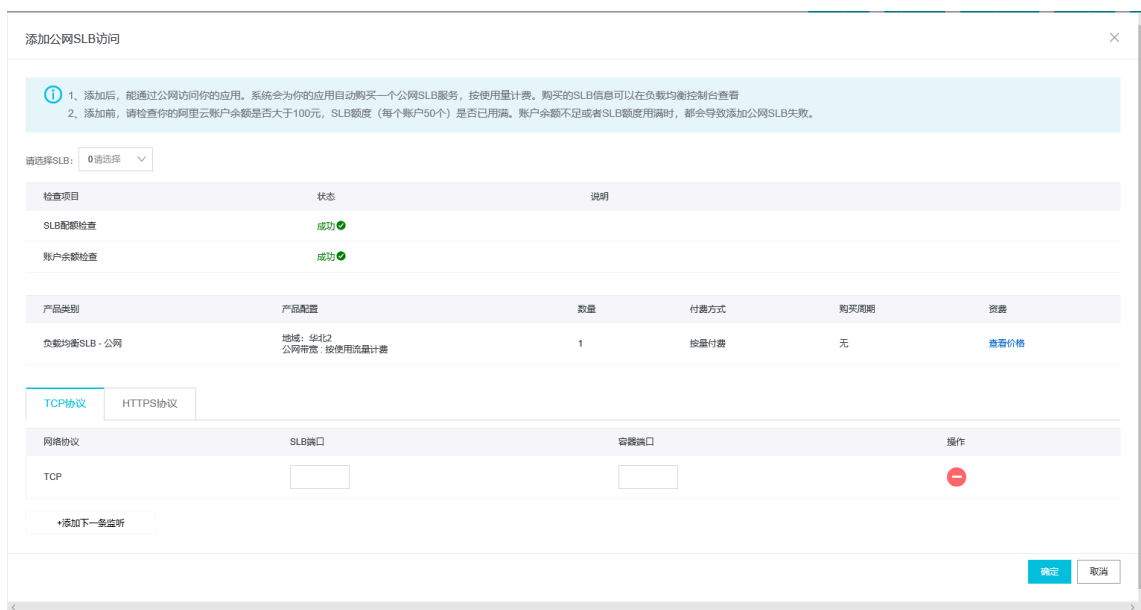 添加公网SLB访问
1、添加后，能通过公网访问你的应用。系统会为你的应用自动购买一个公网SLB服务，按使用量计费。购买的SLB信息可以在负载均衡控制台查看
2、添加前，请检查你的阿里云账户余额是否大于100元，SLB额度（每个账户50个）是否已用满。账户余额不足或者SLB额度用满时，都会导致添加公网SLB失败。
请选择SLB： 0请选择
检查项目 状态 说明
SLB配额检查 成功
账户余额检查 成功
产品类别 产品配置 数量 付费方式 购买周期 资费
负载均衡SLB - 公网 地域：华北2 1 按量付费 无 查看价格
公网带宽 : 按使用流量计费
TCP协议 HTTPS协议
网络协议 SLB端口 容器端口 操作
TCP
+添加下一条监听
确定 取消